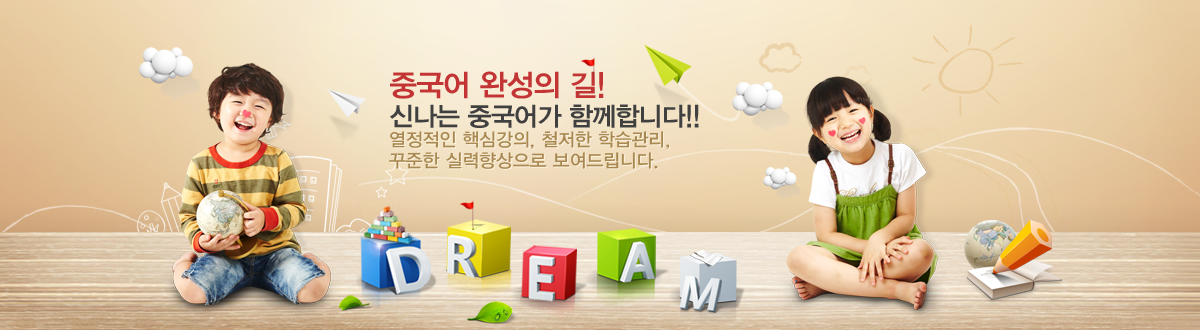 중국어 완성의 길!
신나는 중국어가 함께합니다!!
열정적인 핵심강의, 철저한 학습관리,
꾸준한 실력향상으로 보여드립니다.
DREAM